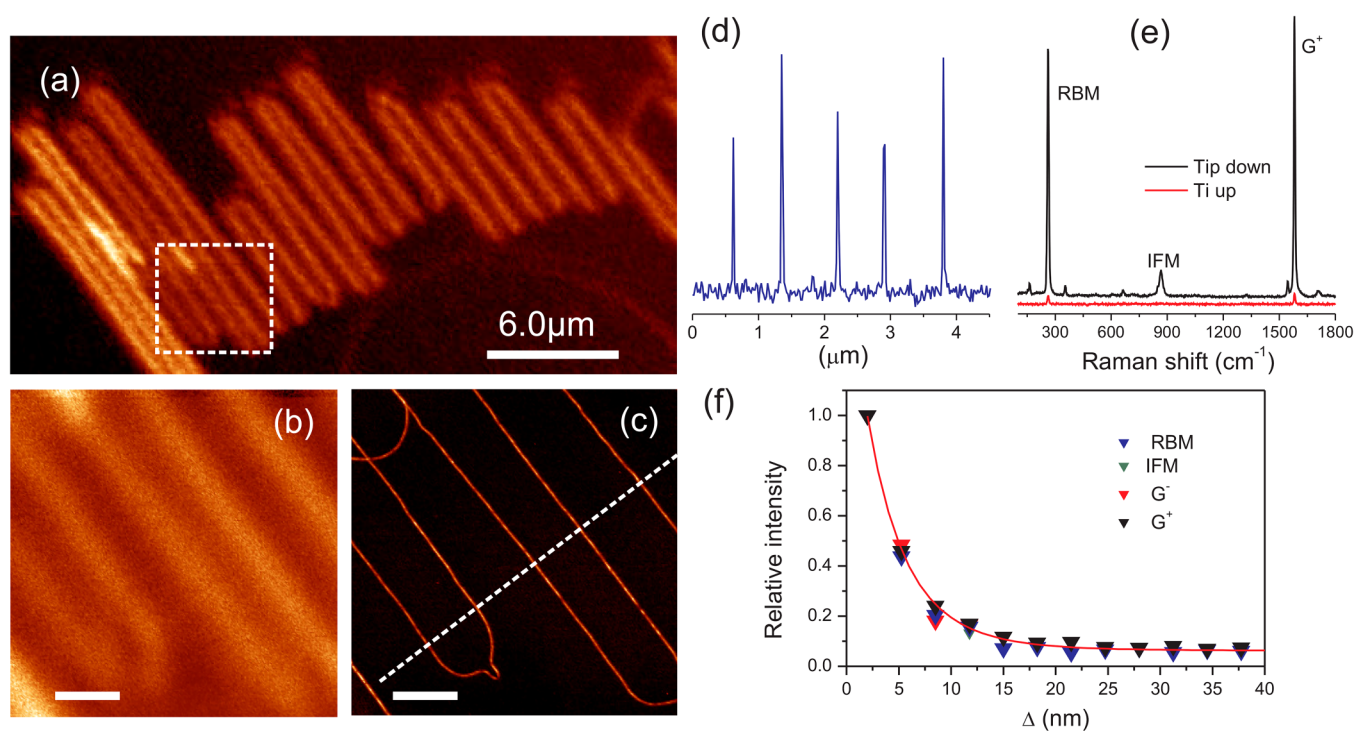 (a)
6.0μm
(b)
(c)
(d)
0 1 2 3 4
(μm)
(e)
G⁺
RBM
Tip down
Ti up
IFM
300 600 900 1200 1500 1800
Raman shift (cm⁻¹)
(f)
1.0
0.8
0.6
0.4
0.2
0.0
Relative intensity
RBM
IFM
G⁻
G⁺
0 5 10 15 20 25 30 35 40
Δ (nm)